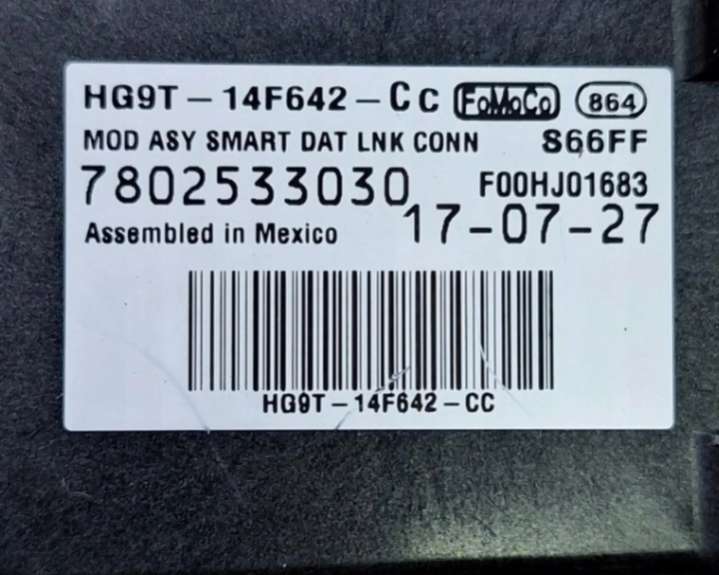 HG9T-14F642-CC FoMoCo 864
MOD ASY SMART DAT LNK CONN S66FF
7802533030 F00HJ01683
Assembled in Mexico 17-07-27
HG9T-14F642-CC